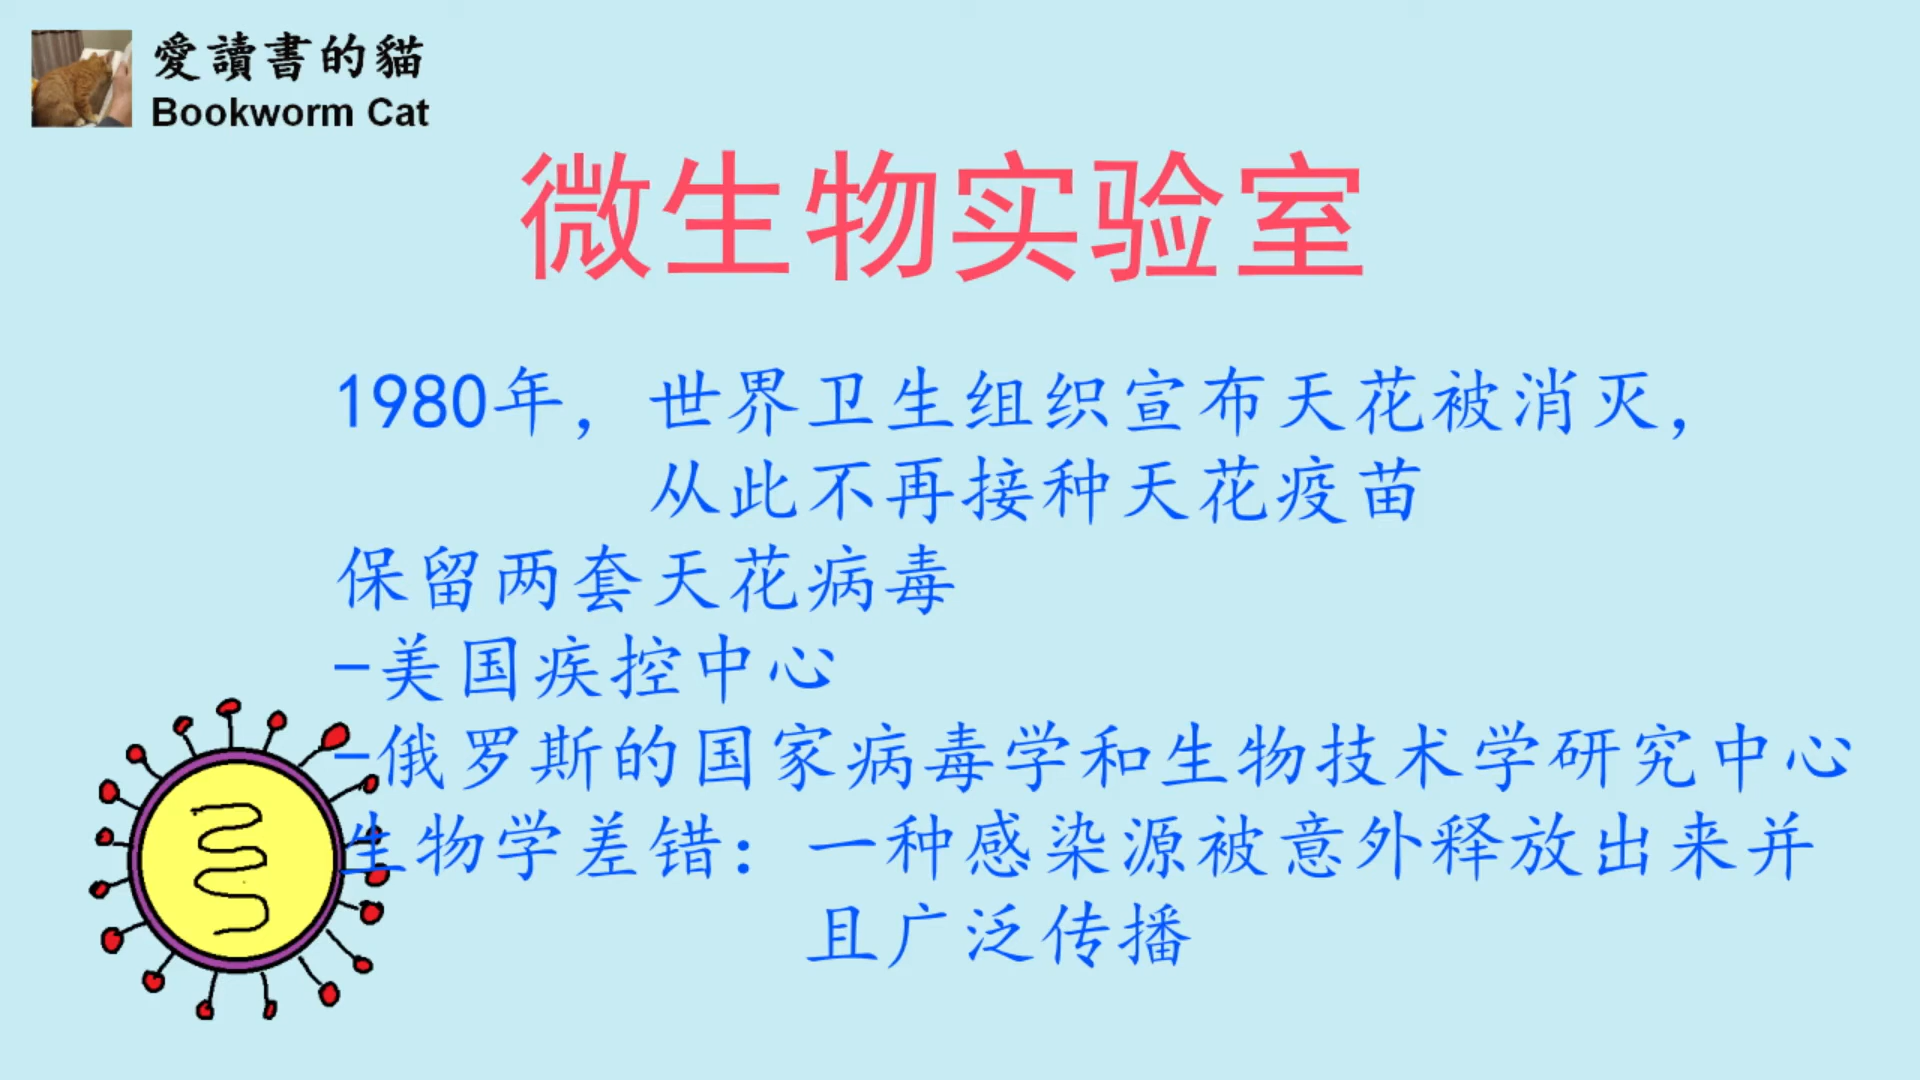 愛讀書的貓
Bookworm Cat
微生物实验室
1980年，世界卫生组织宣布天花被消灭，
从此不再接种天花疫苗
保留两套天花病毒
-美国疾控中心
-俄罗斯的国家病毒学和生物技术学研究中心
生物学差错：一种感染源被意外释放出来并
且广泛传播